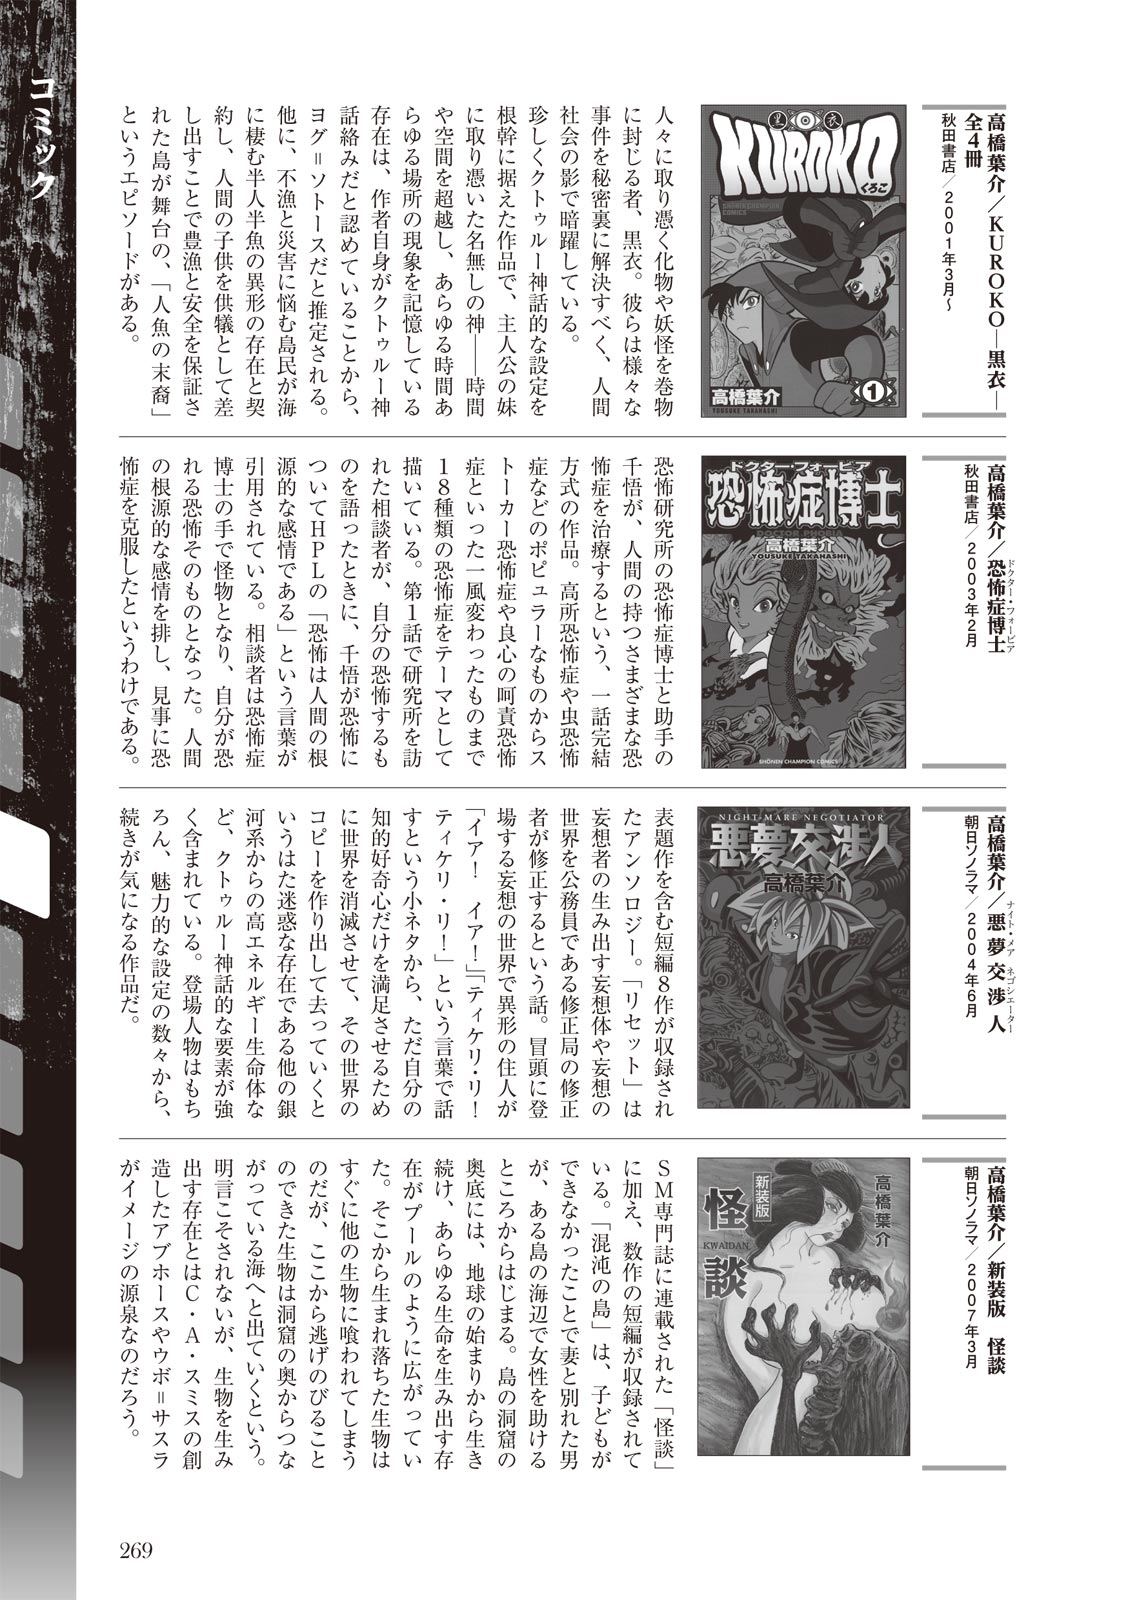 コミック
高橋葉介／KUROKO―黒衣―
全4冊
秋田書店／2001年3月～
黒衣
KUROKO
くろこ
SHŌNEN CHAMPION
COMICS
高橋葉介
YOUSUKE TAKAHASHI
1
人々に取り憑く化物や妖怪を巻物
に封じる者、黒衣。彼らは様々な
事件を秘密裏に解決すべく、人間
社会の影で暗躍している。
珍しくクトゥルー神話的な設定を
根幹に据えた作品で、主人公の妹
に取り憑いた名無しの神――時間
や空間を超越し、あらゆる時間あ
らゆる場所の現象を記憶している
存在は、作者自身がクトゥルー神
話絡みだと認めていることから、
ヨグ＝ソトースだと推定される。
他に、不漁と災害に悩む島民が海
に棲む半人半魚の異形の存在と契
約し、人間の子供を供犠として差
し出すことで豊漁と安全を保証さ
れた島が舞台の、「人魚の末裔」
というエピソードがある。
高橋葉介／恐怖症博士
ドクター・フォービア
秋田書店／2003年2月
ドクター・フォービア
恐怖症博士
高橋葉介
YOUSUKE TAKAHASHI
SHŌNEN CHAMPION COMICS
恐怖研究所の恐怖症博士と助手の
千悟が、人間の持つさまざまな恐
怖症を治療するという、一話完結
方式の作品。高所恐怖症や虫恐怖
症などのポピュラーなものからス
トーカー恐怖症や良心の呵責恐怖
症といった一風変わったものまで
18種類の恐怖症をテーマとして
描いている。第1話で研究所を訪
れた相談者が、自分の恐怖するも
のを語ったときに、千悟が恐怖に
ついてHPLの「恐怖は人間の根
源的な感情である」という言葉が
引用されている。相談者は恐怖症
博士の手で怪物となり、自分が恐
れる恐怖そのものとなった。人間
の根源的な感情を排し、見事に恐
怖症を克服したというわけである。
高橋葉介／悪夢交渉人
ナイト・メア ネゴシエーター
朝日ソノラマ／2004年6月
NIGHT-MARE NEGOTIATOR
悪夢交渉人
高橋葉介
表題作を含む短編8作が収録され
たアンソロジー。「リセット」は
妄想者の生み出す妄想体や妄想の
世界を公務員である修正局の修正
者が修正するという話。冒頭に登
場する妄想の世界で異形の住人が
「イア！　イア！」「ティケリ・リ！
ティケリ・リ！」という言葉で話
すという小ネタから、ただ自分の
知的好奇心だけを満足させるため
に世界を消滅させて、その世界の
コピーを作り出して去っていくと
いうはた迷惑な存在である他の銀
河系からの高エネルギー生命体な
ど、クトゥルー神話的な要素が強
く含まれている。登場人物はもち
ろん、魅力的な設定の数々から、
続きが気になる作品だ。
高橋葉介／新装版　怪談
朝日ソノラマ／2007年3月
高橋葉介
新装版
怪談
KWAIDAN
SM専門誌に連載された「怪談」
に加え、数作の短編が収録されて
いる。「混沌の島」は、子どもが
できなかったことで妻と別れた男
が、ある島の海辺で女性を助ける
ところからはじまる。島の洞窟の
奥底には、地球の始まりから生き
続け、あらゆる生命を生み出す存
在がプールのように広がってい
た。そこから生まれ落ちた生物は
すぐに他の生物に喰われてしまう
のだが、ここから逃げのびること
のできた生物は洞窟の奥からつな
がっている海へと出ていくという。
明言こそされないが、生物を生み
出す存在とはC・A・スミスの創
造したアブホースやウボ＝サスラ
がイメージの源泉なのだろう。
269